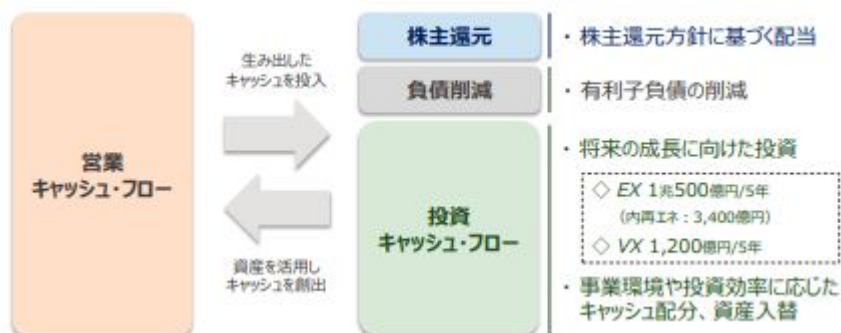 営業
キャッシュ・フロー
生み出した
キャッシュを投入
資産を活用し
キャッシュを創出
株主還元
・株主還元方針に基づく配当
負債削減
・有利子負債の削減
投資
キャッシュ・フロー
・将来の成長に向けた投資
◇ EX 1兆500億円/5年
(内再エネ：3,400億円)
◇ VX 1,200億円/5年
・事業環境や投資効率に応じた
キャッシュ配分、資産入替